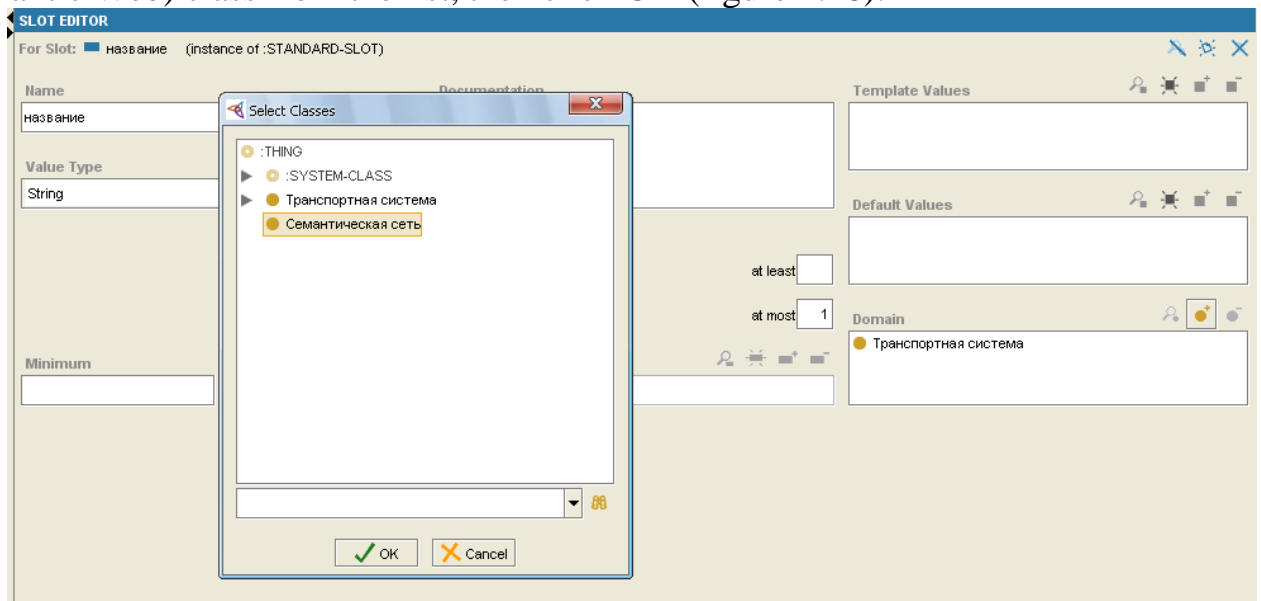 SLOT EDITOR
For Slot: название (instance of :STANDARD-SLOT)
Name
Documentation
Template Values
название
Select Classes
:THING
:SYSTEM-CLASS
Транспортная система
Семантическая сеть
Value Type
String
Default Values
at least
at most 1
Domain
Транспортная система
Minimum
OK
Cancel